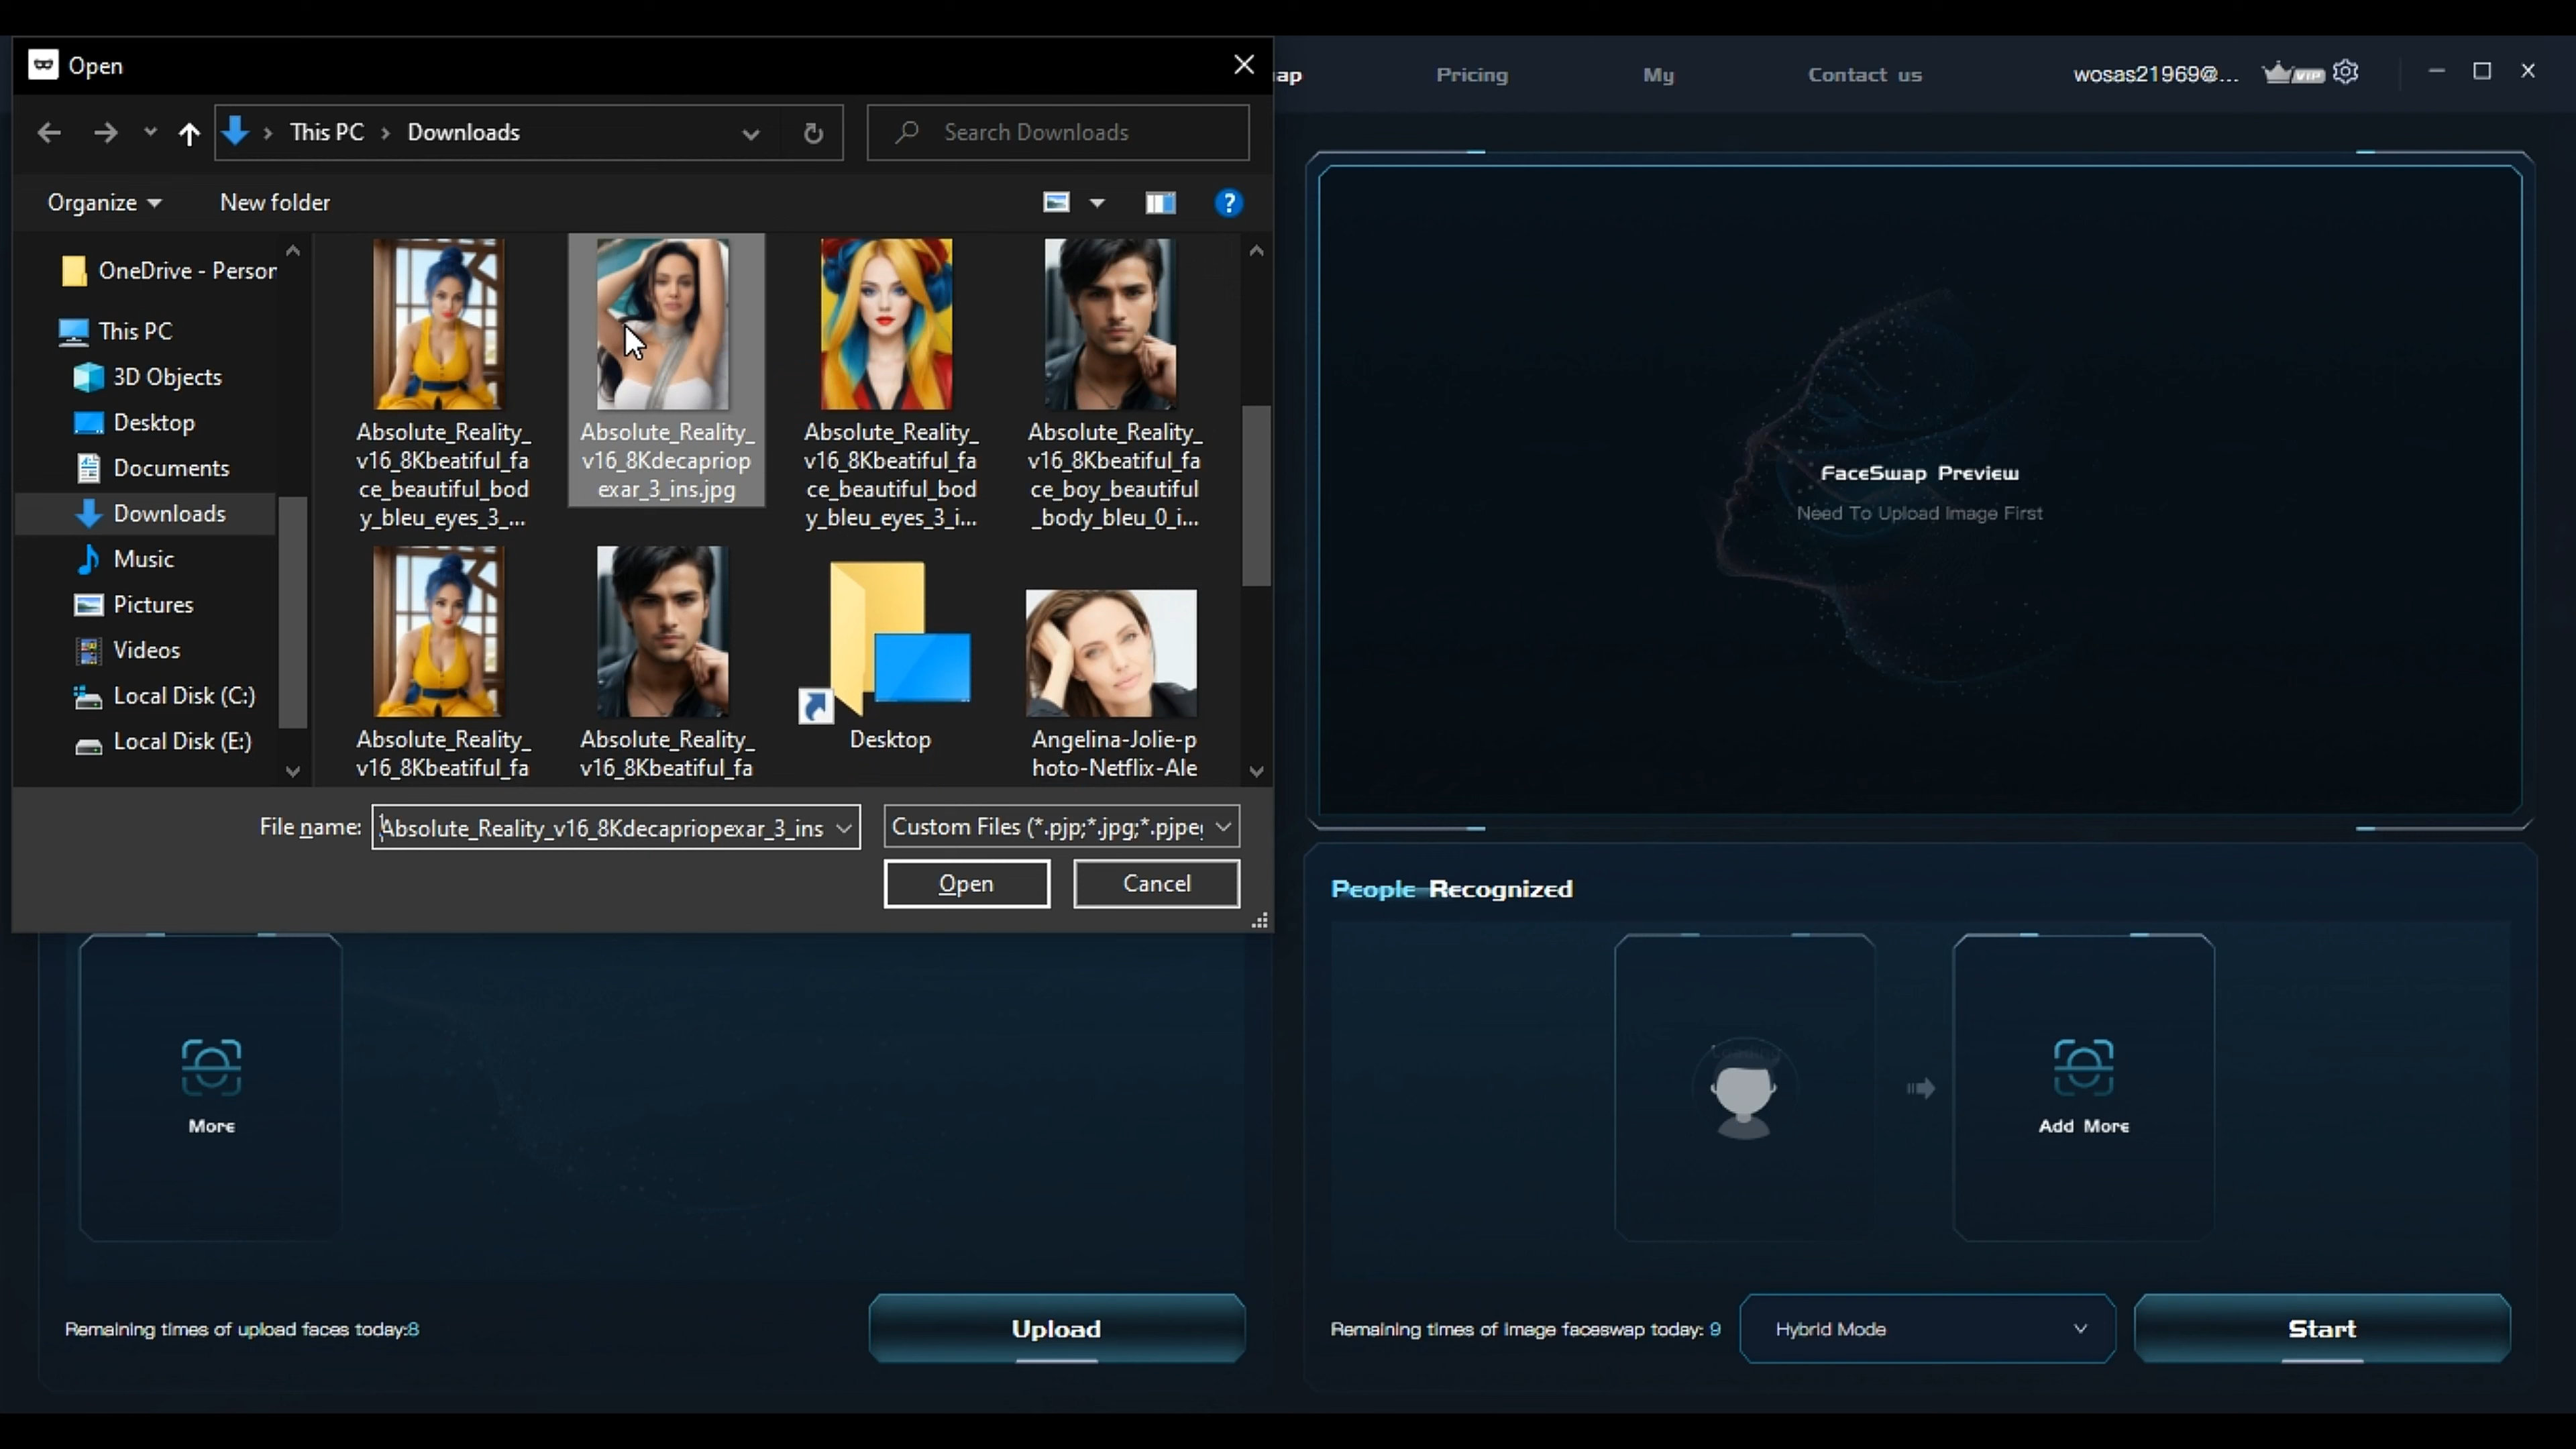 Open
ap
Pricing
My
Contact us
wosas21969@...
VIP
This PC
Downloads
Search Downloads
Organize
New folder
OneDrive - Person
This PC
3D Objects
Desktop
Documents
Downloads
Music
Pictures
Videos
Local Disk (C:)
Local Disk (E:)
Absolute_Reality_
v16_8Kbeatiful_fa
ce_beautiful_bod
y_bleu_eyes_3_...
Absolute_Reality_
v16_8Kdecapriop
exar_3_ins.jpg
Absolute_Reality_
v16_8Kbeatiful_fa
ce_beautiful_bod
y_bleu_eyes_3_i...
Absolute_Reality_
v16_8Kbeatiful_fa
ce_boy_beautiful
_body_bleu_0_i...
Absolute_Reality_
v16_8Kbeatiful_fa
Absolute_Reality_
v16_8Kbeatiful_fa
Desktop
Angelina-Jolie-p
hoto-Netflix-Ale
File name:
Absolute_Reality_v16_8Kdecapriopexar_3_ins
Custom Files (*.pjp;*.jpg;*.pjpe
Open
Cancel
FaceSwap Preview
Need To Upload Image First
People Recognized
More
Add More
Remaining times of upload faces today:8
Upload
Remaining times of image faceswap today: 9
Hybrid Mode
Start